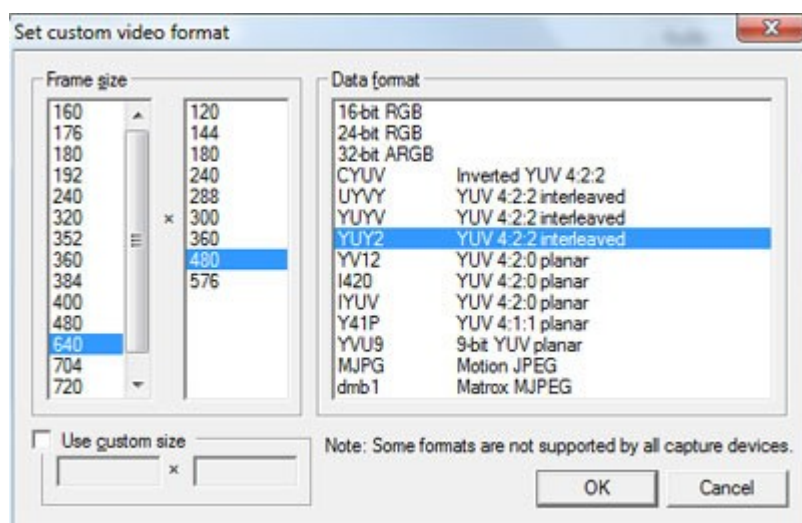 Set custom video format
Frame size
160
176
180
192
240
320
352
360
384
400
480
640
704
720
×
120
144
180
240
288
300
360
480
576
Data format
16-bit RGB
24-bit RGB
32-bit ARGB
CYUV Inverted YUV 4:2:2
UYVY YUV 4:2:2 interleaved
YUYV YUV 4:2:2 interleaved
YUY2 YUV 4:2:2 interleaved
YV12 YUV 4:2:0 planar
I420 YUV 4:2:0 planar
IYUV YUV 4:2:0 planar
Y41P YUV 4:1:1 planar
YVU9 9-bit YUV planar
MJPG Motion JPEG
dmb1 Matrox MJPEG
Use custom size
×
Note: Some formats are not supported by all capture devices.
OK
Cancel